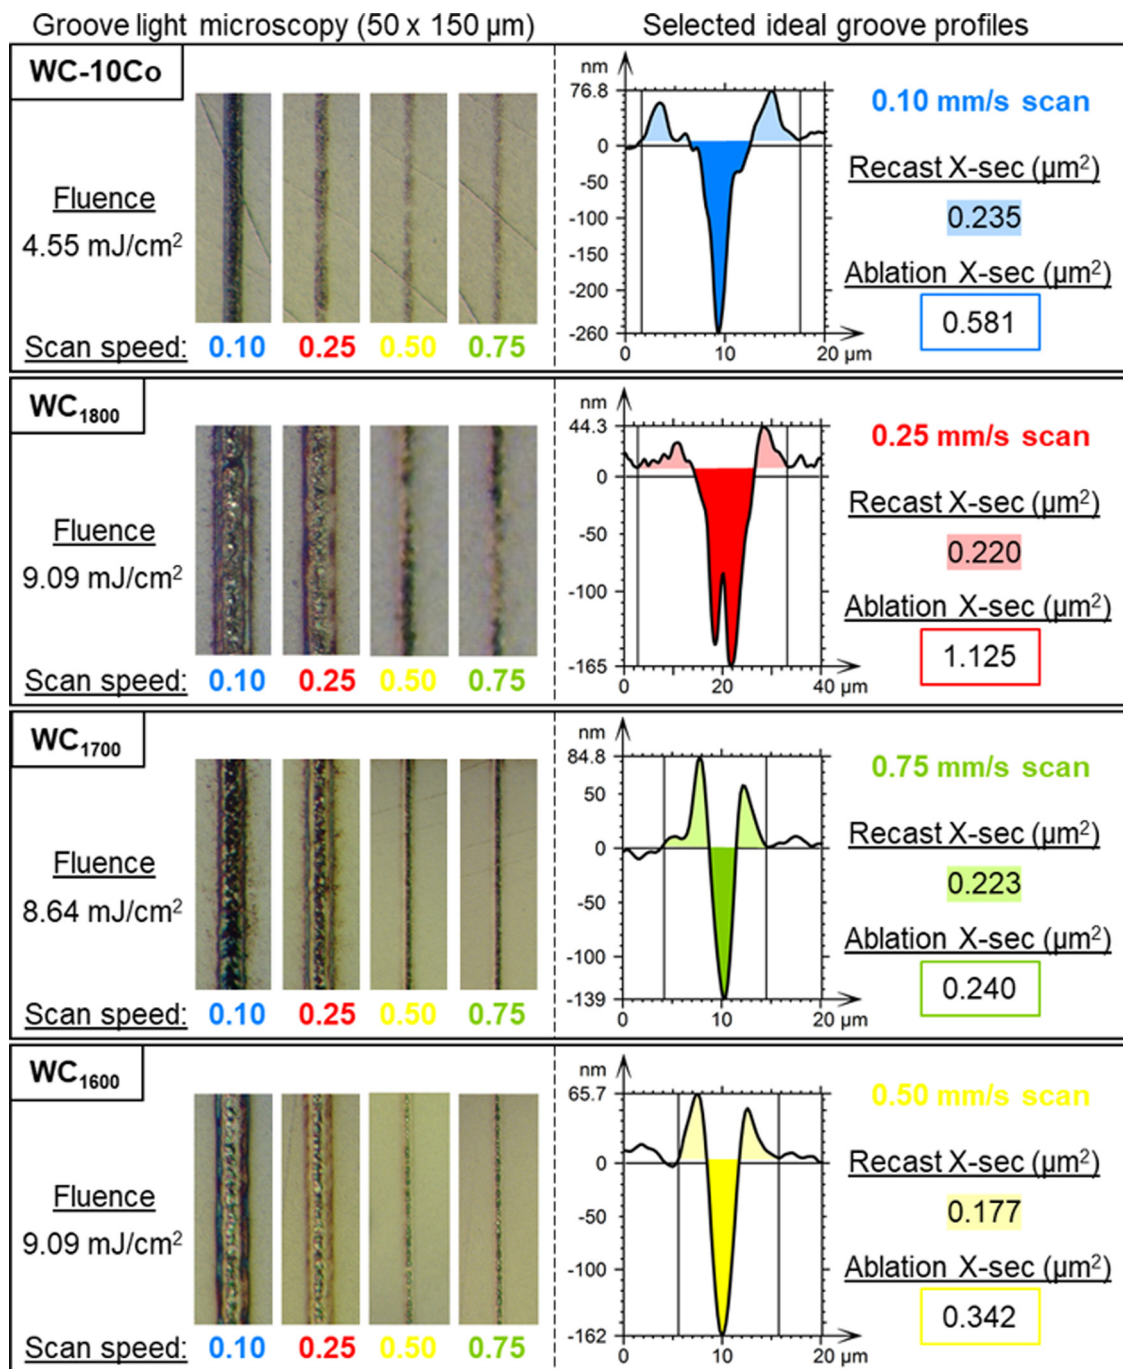 Groove light microscopy (50 x 150 µm)
Selected ideal groove profiles
WC-10Co
Fluence
4.55 mJ/cm²
Scan speed: 0.10 0.25 0.50 0.75
nm
76.8
0
-50
-100
-150
-200
-260
0 10 20 µm
0.10 mm/s scan
Recast X-sec (µm²)
0.235
Ablation X-sec (µm²)
0.581
WC₁₈₀₀
Fluence
9.09 mJ/cm²
Scan speed: 0.10 0.25 0.50 0.75
nm
44.3
0
-50
-100
-165
0 20 40 µm
0.25 mm/s scan
Recast X-sec (µm²)
0.220
Ablation X-sec (µm²)
1.125
WC₁₇₀₀
Fluence
8.64 mJ/cm²
Scan speed: 0.10 0.25 0.50 0.75
nm
84.8
50
0
-50
-100
-139
0 10 20 µm
0.75 mm/s scan
Recast X-sec (µm²)
0.223
Ablation X-sec (µm²)
0.240
WC₁₆₀₀
Fluence
9.09 mJ/cm²
Scan speed: 0.10 0.25 0.50 0.75
nm
65.7
0
-50
-100
-162
0 10 20 µm
0.50 mm/s scan
Recast X-sec (µm²)
0.177
Ablation X-sec (µm²)
0.342